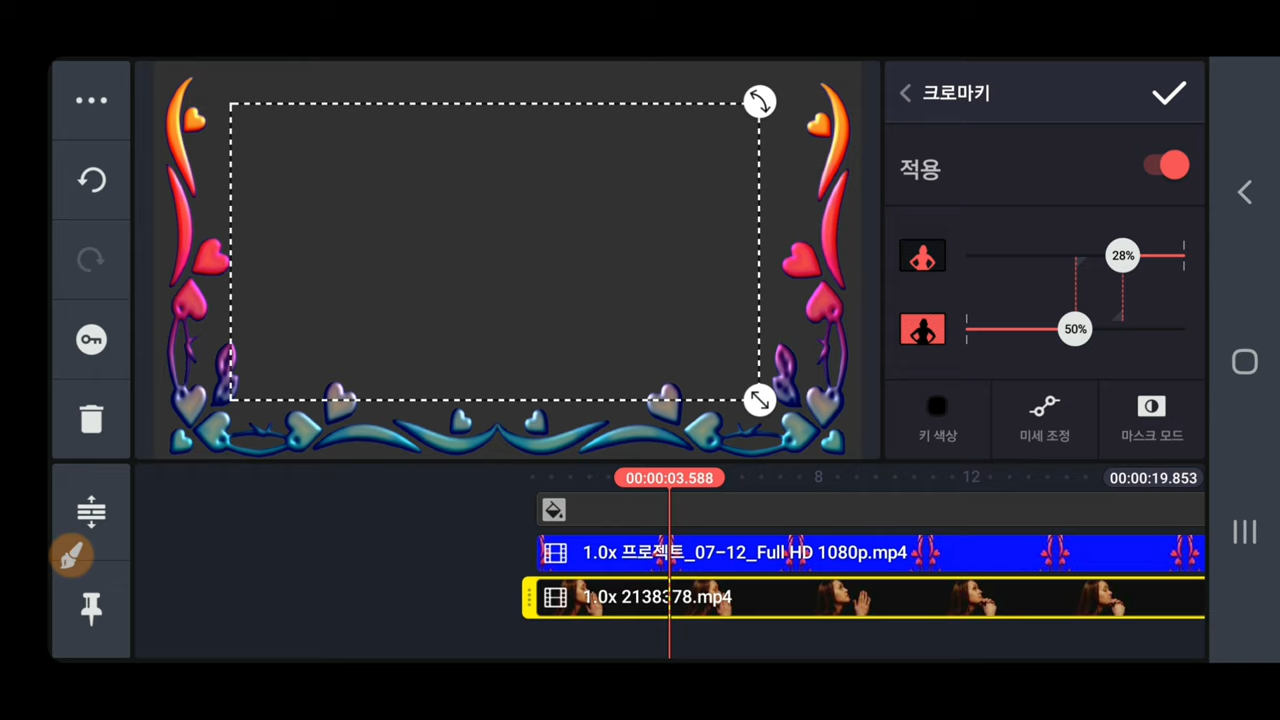 크로마키
적용
28%
50%
키 색상
미세 조정
마스크 모드
00:00:03.588
8
12
00:00:19.853
1.0x 프로젝트_07-12_Full HD 1080p.mp4
1.0x 2138378.mp4